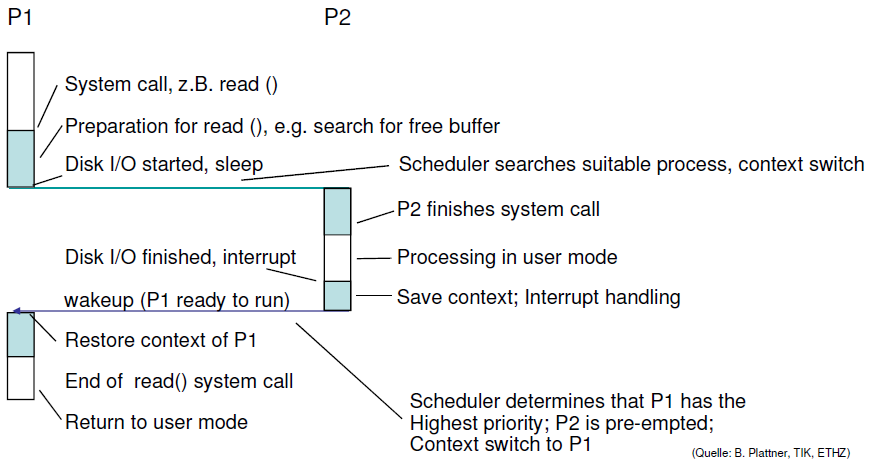 P1
P2
System call, z.B. read ()
Preparation for read (), e.g. search for free buffer
Disk I/O started, sleep
Scheduler searches suitable process, context switch
P2 finishes system call
Disk I/O finished, interrupt
Processing in user mode
wakeup (P1 ready to run)
Save context; Interrupt handling
Restore context of P1
End of read() system call
Return to user mode
Scheduler determines that P1 has the
Highest priority; P2 is pre-empted;
Context switch to P1
(Quelle: B. Plattner, TIK, ETHZ)